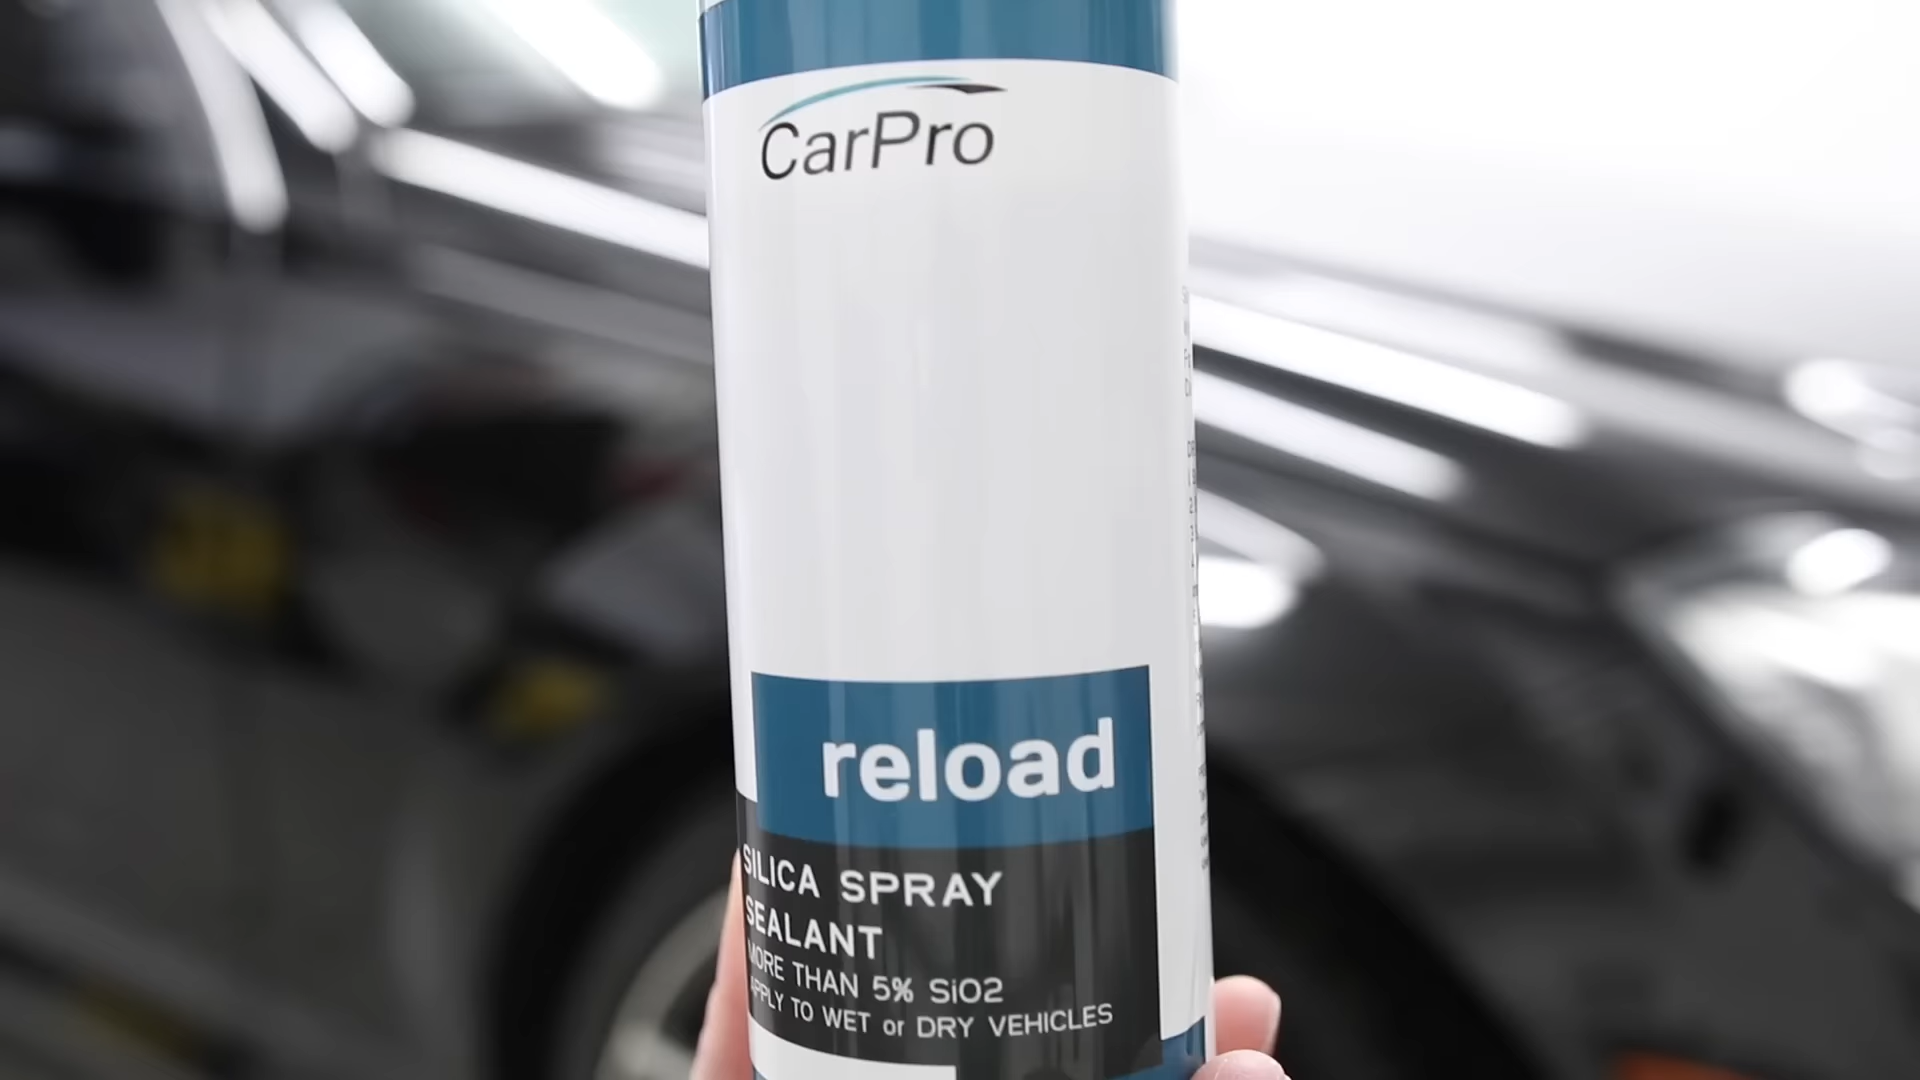 CarPro
reload
SILICA SPRAY
SEALANT
MORE THAN 5% SiO2
APPLY TO WET or DRY VEHICLES